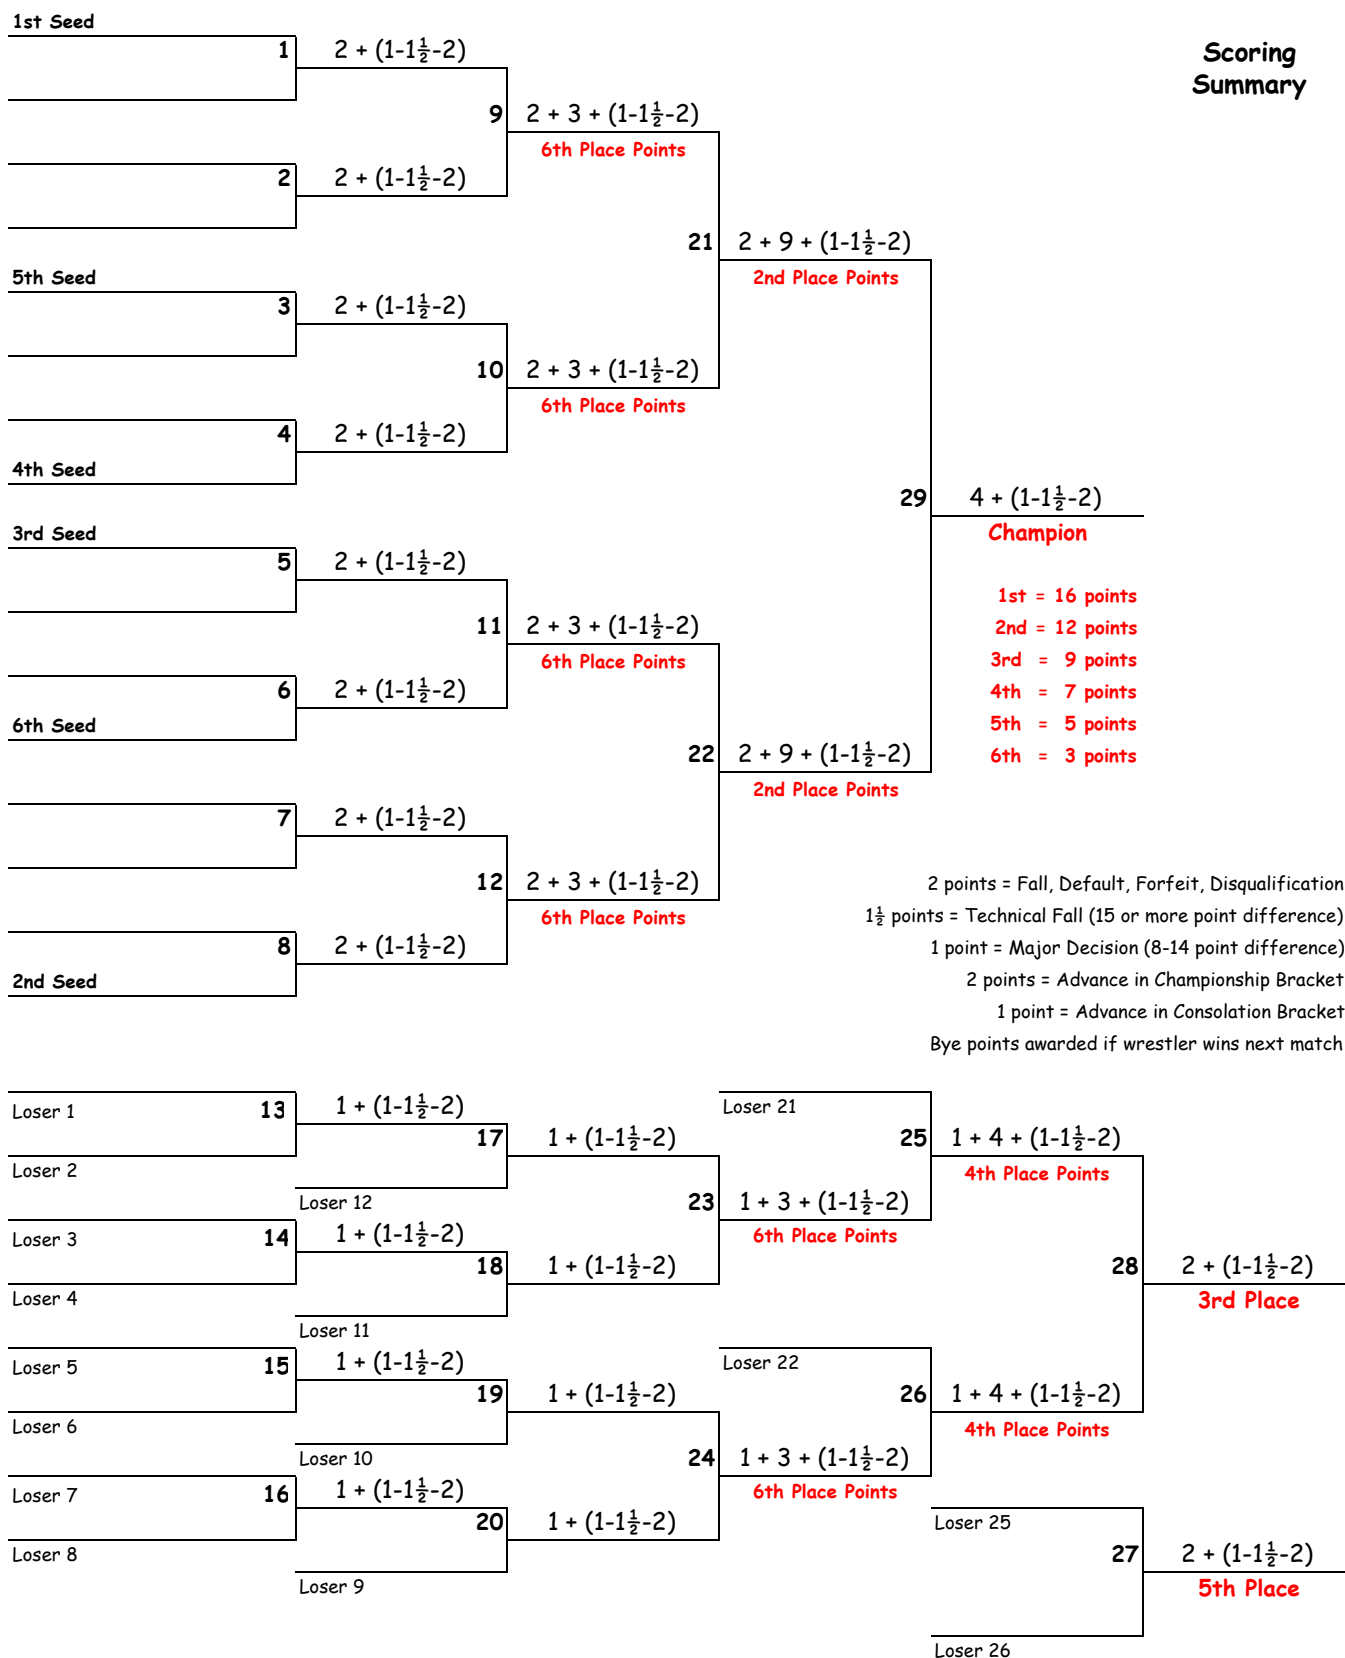 1st Seed
1 2 + (1-1½-2)
Scoring
Summary
9 2 + 3 + (1-1½-2)
6th Place Points
2 2 + (1-1½-2)
21 2 + 9 + (1-1½-2)
2nd Place Points
5th Seed
3 2 + (1-1½-2)
10 2 + 3 + (1-1½-2)
6th Place Points
4 2 + (1-1½-2)
4th Seed
29 4 + (1-1½-2)
Champion
3rd Seed
5 2 + (1-1½-2)
1st = 16 points
11 2 + 3 + (1-1½-2)
2nd = 12 points
6th Place Points
3rd = 9 points
6 2 + (1-1½-2)
4th = 7 points
6th Seed
5th = 5 points
22 2 + 9 + (1-1½-2)
6th = 3 points
2nd Place Points
7 2 + (1-1½-2)
12 2 + 3 + (1-1½-2)
2 points = Fall, Default, Forfeit, Disqualification
6th Place Points
1½ points = Technical Fall (15 or more point difference)
8 2 + (1-1½-2)
1 point = Major Decision (8-14 point difference)
2nd Seed
2 points = Advance in Championship Bracket
1 point = Advance in Consolation Bracket
Bye points awarded if wrestler wins next match
Loser 1 13 1 + (1-1½-2)
Loser 21
17 1 + (1-1½-2)
25 1 + 4 + (1-1½-2)
Loser 2
4th Place Points
Loser 12
23 1 + 3 + (1-1½-2)
6th Place Points
Loser 3 14 1 + (1-1½-2)
18 1 + (1-1½-2)
28 2 + (1-1½-2)
Loser 4
3rd Place
Loser 11
Loser 5 15 1 + (1-1½-2)
Loser 22
19 1 + (1-1½-2)
26 1 + 4 + (1-1½-2)
Loser 6
4th Place Points
Loser 10
24 1 + 3 + (1-1½-2)
6th Place Points
Loser 7 16 1 + (1-1½-2)
20 1 + (1-1½-2)
Loser 25
Loser 8
27 2 + (1-1½-2)
5th Place
Loser 9
Loser 26